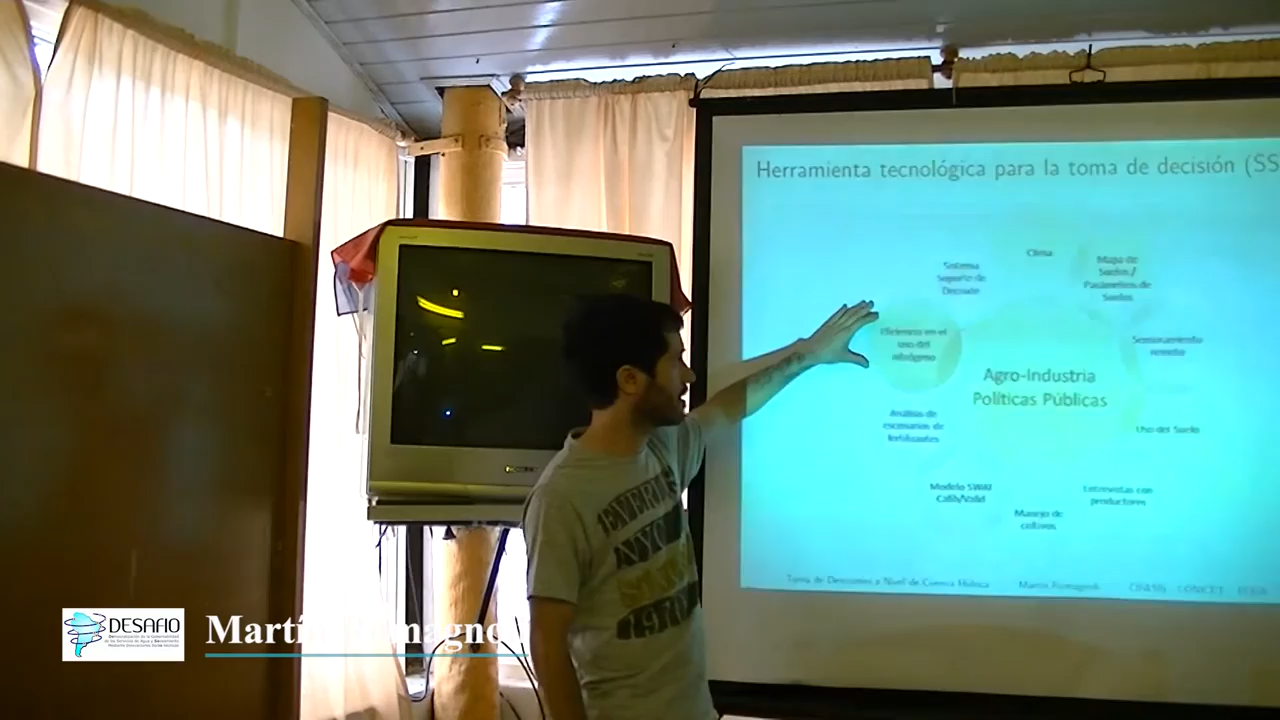 Herramienta tecnológica para la toma de decisión (SS
Clima
Sistema
Soporte de
Decisión
Mapa de
Suelos /
Parámetros de
Suelos
Eficiencia en el
uso del
nitrógeno
Sensoramiento
remoto
Agro-Industria
Políticas Públicas
Análisis de
escenarios de
fertilizantes
Uso del Suelo
Modelo SWAT
Calib/Valid
Entrevistas con
productores
Manejo de
cultivos
Toma de Decisiones a Nivel de Cuenca Hídrica
Martín Romagnoli
CONICET
DESAFIO
Martín